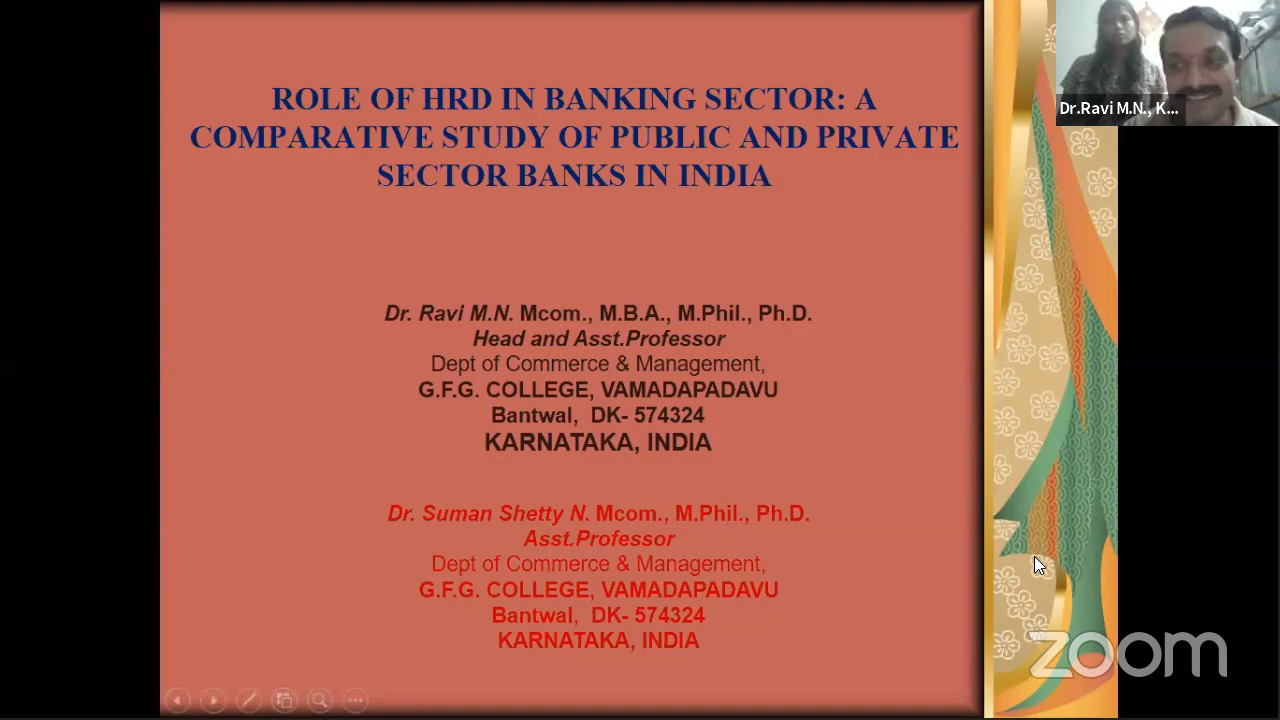 ROLE OF HRD IN BANKING SECTOR: A
COMPARATIVE STUDY OF PUBLIC AND PRIVATE
SECTOR BANKS IN INDIA
Dr.Ravi M.N., K...
Dr. Ravi M.N. Mcom., M.B.A., M.Phil., Ph.D.
Head and Asst.Professor
Dept of Commerce & Management,
G.F.G. COLLEGE, VAMADAPADAVU
Bantwal, DK- 574324
KARNATAKA, INDIA
Dr. Suman Shetty N. Mcom., M.Phil., Ph.D.
Asst.Professor
Dept of Commerce & Management,
G.F.G. COLLEGE, VAMADAPADAVU
Bantwal, DK- 574324
KARNATAKA, INDIA
zoom